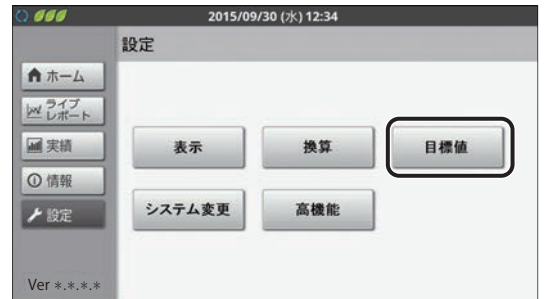 2015/09/30 (水) 12:34
設定
ホーム
ライブ
レポート
実績
情報
設定
表示
換算
目標値
システム変更
高機能
Ver *.*.*.*